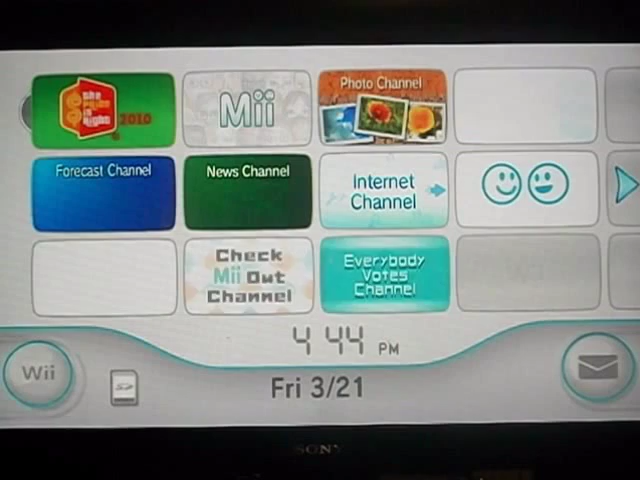 the
PRICE
is
Right
2010
Mii
Photo Channel
Forecast Channel
News Channel
Internet
Channel
Check
Mii Out
Channel
Everybody
Votes
Channel
Wii
4 44 PM
Wii
Fri 3/21
SONY